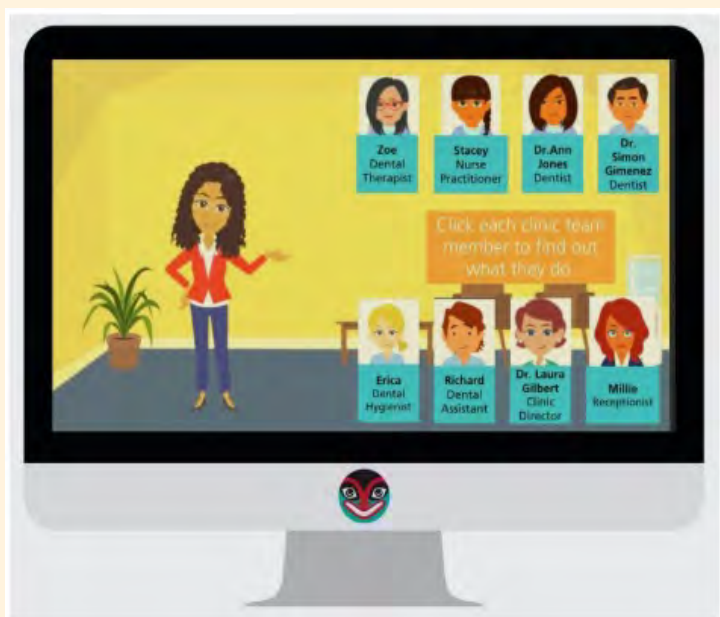 Zoe
Dental
Therapist
Stacey
Nurse
Practitioner
Dr. Ann
Jones
Dentist
Dr.
Simon
Gimenez
Dentist
Click each clinic team
member to find out
what they do
Erica
Dental
Hygienist
Richard
Dental
Assistant
Dr. Laura
Gilbert
Clinic
Director
Millie
Receptionist